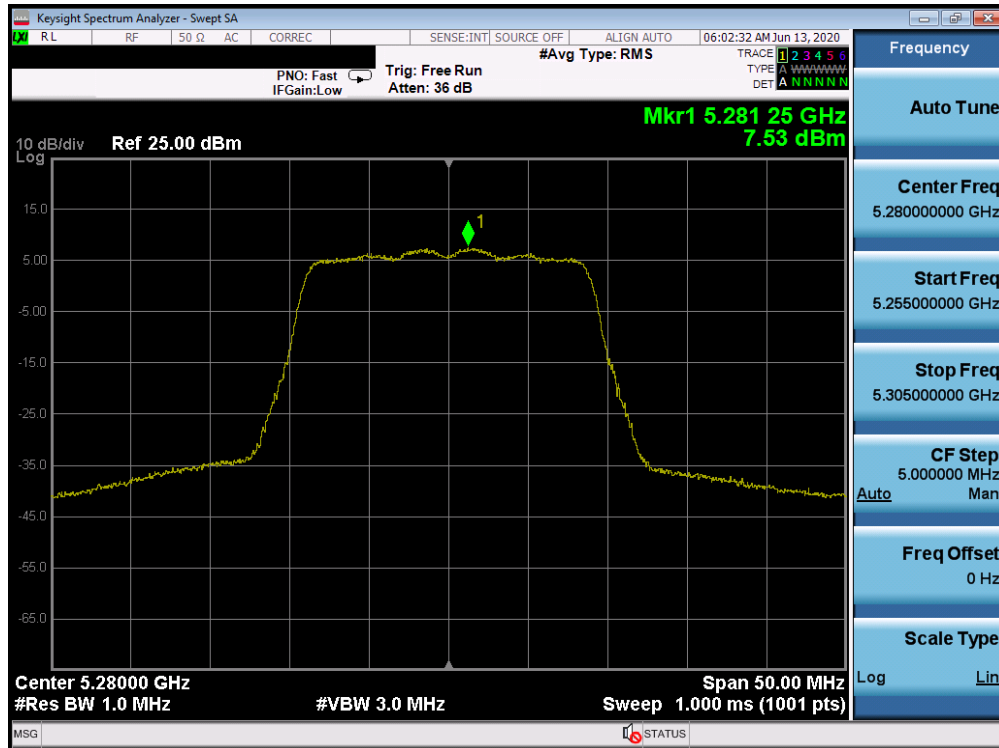 Keysight Spectrum Analyzer - Swept SA
LXI RL RF 50 Ω AC CORREC SENSE:INT SOURCE OFF ALIGN AUTO 06:02:32 AM Jun 13, 2020
#Avg Type: RMS TRACE 1 2 3 4 5 6
PNO: Fast Trig: Free Run TYPE A WWWWW
IFGain:Low Atten: 36 dB DET A N N N N N
Mkr1 5.281 25 GHz
7.53 dBm
10 dB/div Ref 25.00 dBm
Log
1
15.0
5.00
-5.00
-15.0
-25.0
-35.0
-45.0
-55.0
-65.0
Center 5.28000 GHz Span 50.00 MHz
#Res BW 1.0 MHz #VBW 3.0 MHz Sweep 1.000 ms (1001 pts)
MSG STATUS
Frequency
Auto Tune
Center Freq
5.280000000 GHz
Start Freq
5.255000000 GHz
Stop Freq
5.305000000 GHz
CF Step
5.000000 MHz
Auto Man
Freq Offset
0 Hz
Scale Type
Log Lin